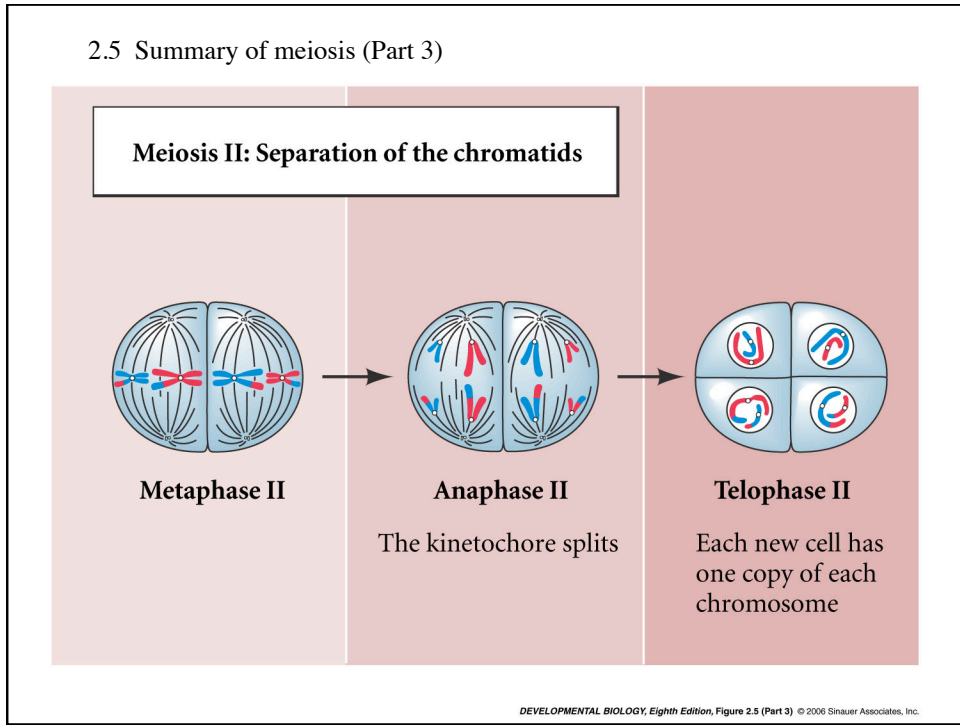 2.5 Summary of meiosis (Part 3)
Meiosis II: Separation of the chromatids
Metaphase II
Anaphase II
The kinetochore splits
Telophase II
Each new cell has
one copy of each
chromosome
DEVELOPMENTAL BIOLOGY, Eighth Edition, Figure 2.5 (Part 3) © 2006 Sinauer Associates, Inc.